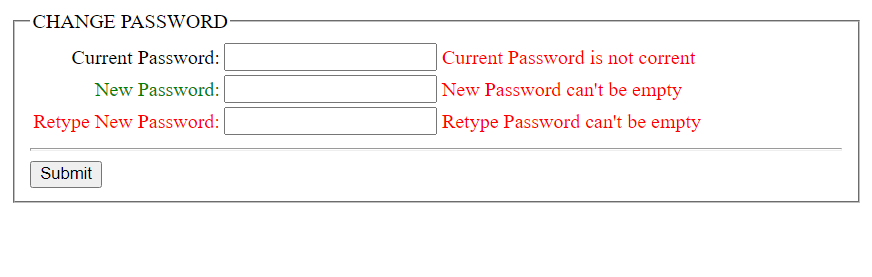 CHANGE PASSWORD
Current Password: Current Password is not corrent
New Password: New Password can't be empty
Retype New Password: Retype Password can't be empty
Submit